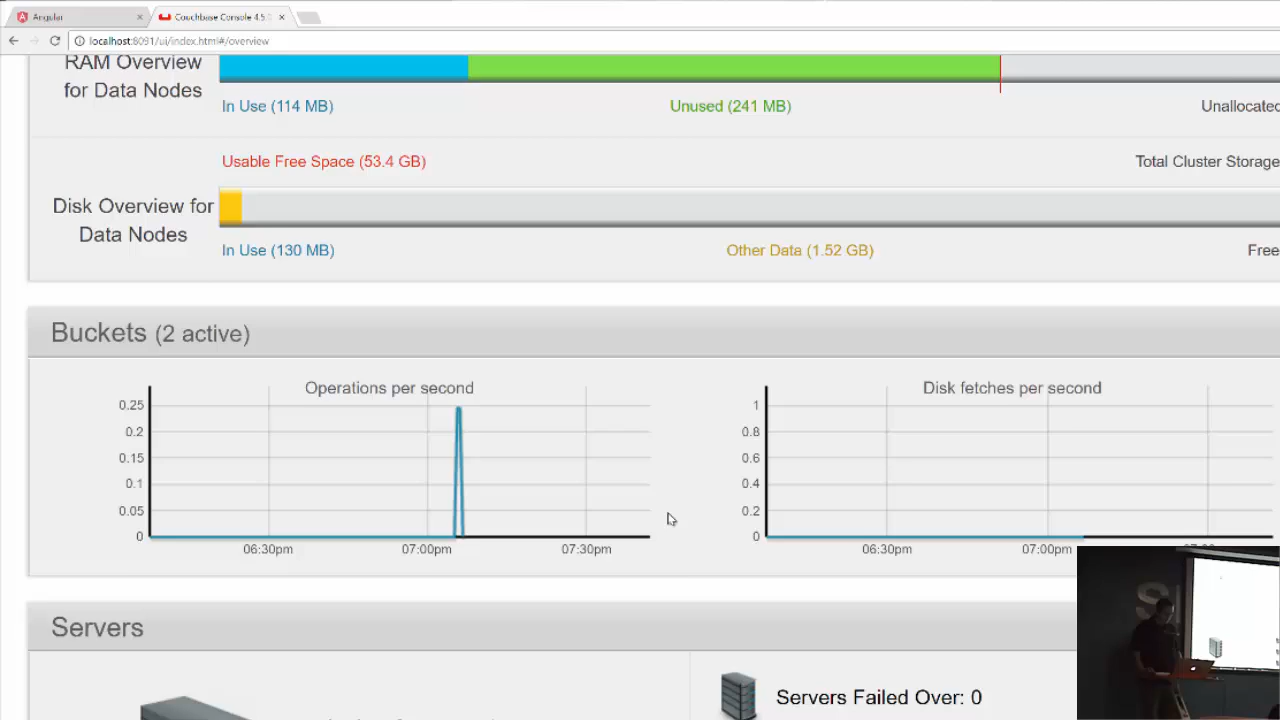 Angular
Couchbase Console 4.5.
localhost:8091/ui/index.html#/overview
RAM Overview
for Data Nodes
In Use (114 MB)
Unused (241 MB)
Unallocated
Usable Free Space (53.4 GB)
Total Cluster Storage
Disk Overview for
Data Nodes
In Use (130 MB)
Other Data (1.52 GB)
Free
Buckets (2 active)
Operations per second
0.25
0.2
0.15
0.1
0.05
0
06:30pm
07:00pm
07:30pm
Disk fetches per second
1
0.8
0.6
0.4
0.2
0
06:30pm
07:00pm
Servers
Servers Failed Over: 0